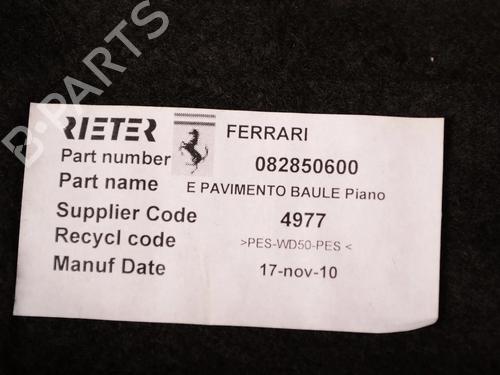 B-PARTS
RIETER FERRARI
Part number 082850600
Part name E PAVIMENTO BAULE Piano
Supplier Code 4977
Recycl code >PES-WD50-PES <
Manuf Date 17-nov-10